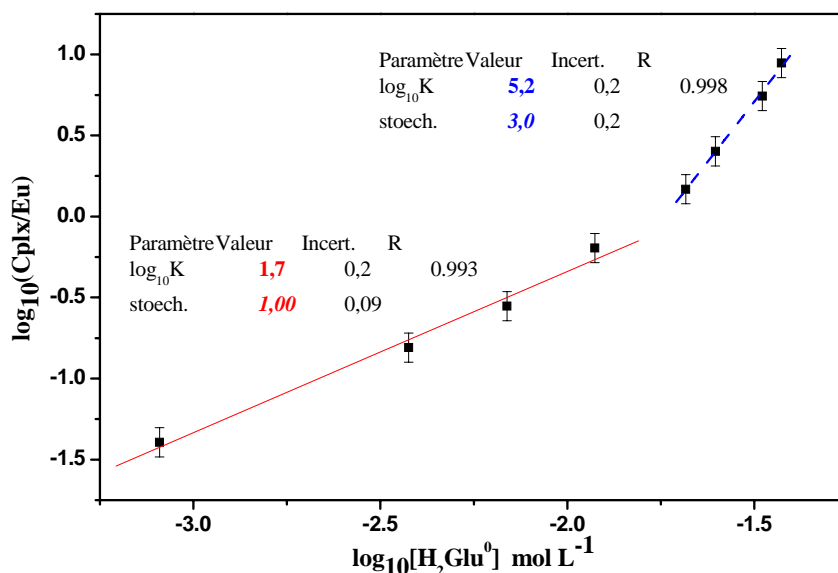 1.0
0.5
0.0
-0.5
-1.0
-1.5
log10(Cplx/Eu)
Paramètre Valeur Incert. R
log10K 5,2 0,2 0.998
stoech. 3,0 0,2
Paramètre Valeur Incert. R
log10K 1,7 0,2 0.993
stoech. 1,00 0,09
-3.0 -2.5 -2.0 -1.5
log10[H2Glu0] mol L-1